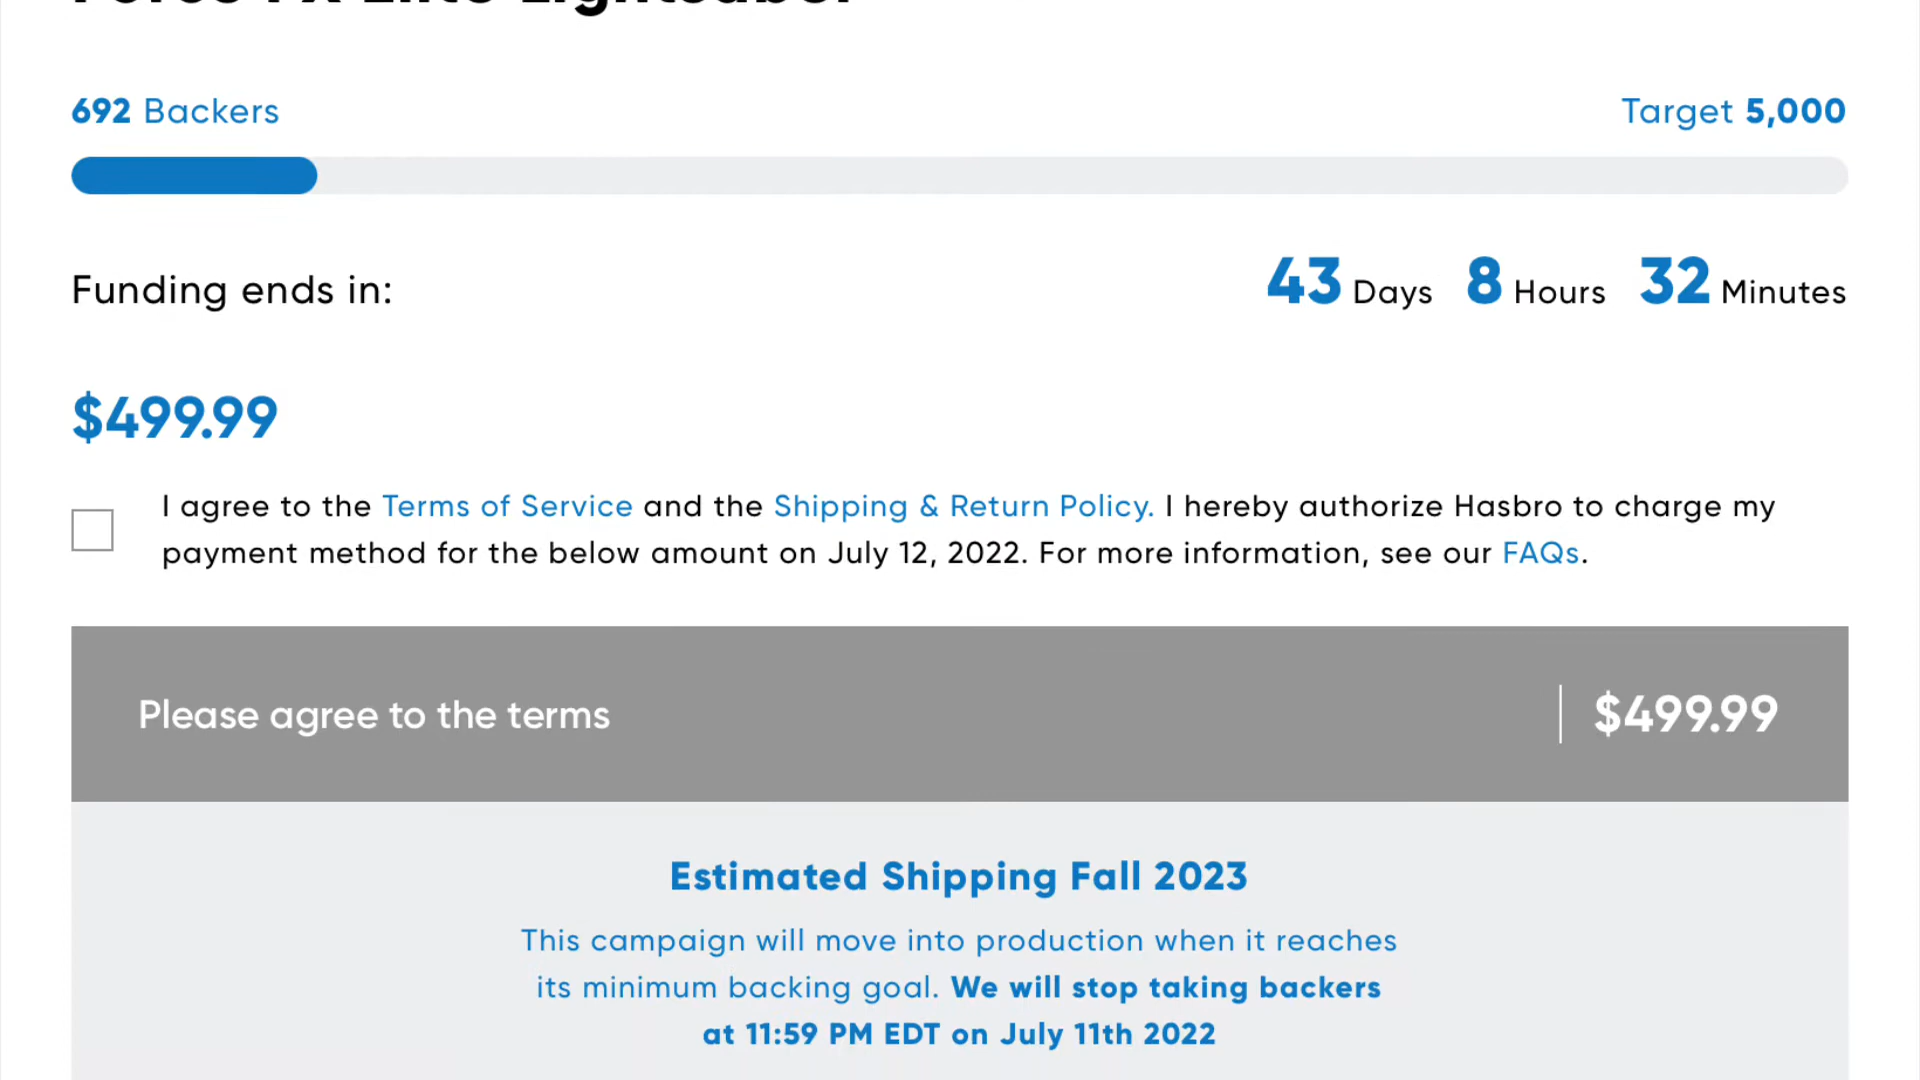 Force FX Elite Lightsaber
692 Backers
Target 5,000
Funding ends in:
43 Days 8 Hours 32 Minutes
$499.99
I agree to the Terms of Service and the Shipping & Return Policy. I hereby authorize Hasbro to charge my
payment method for the below amount on July 12, 2022. For more information, see our FAQs.
Please agree to the terms
$499.99
Estimated Shipping Fall 2023
This campaign will move into production when it reaches
its minimum backing goal. We will stop taking backers
at 11:59 PM EDT on July 11th 2022